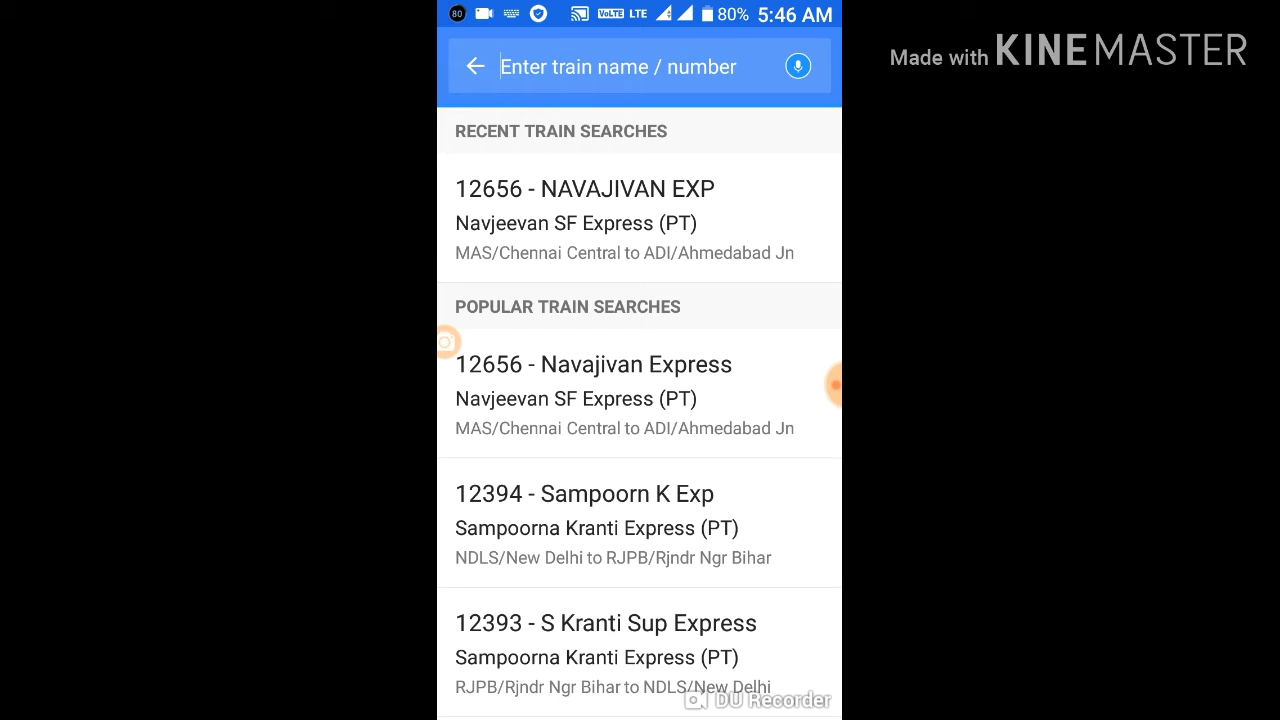 80 VoLTE LTE 80% 5:46 AM
Made with KINEMASTER
Enter train name / number
RECENT TRAIN SEARCHES
12656 - NAVAJIVAN EXP
Navjeevan SF Express (PT)
MAS/Chennai Central to ADI/Ahmedabad Jn
POPULAR TRAIN SEARCHES
12656 - Navajivan Express
Navjeevan SF Express (PT)
MAS/Chennai Central to ADI/Ahmedabad Jn
12394 - Sampoorn K Exp
Sampoorna Kranti Express (PT)
NDLS/New Delhi to RJPB/Rjndr Ngr Bihar
12393 - S Kranti Sup Express
Sampoorna Kranti Express (PT)
RJPB/Rjndr Ngr Bihar to NDLS/New Delhi
DU Recorder